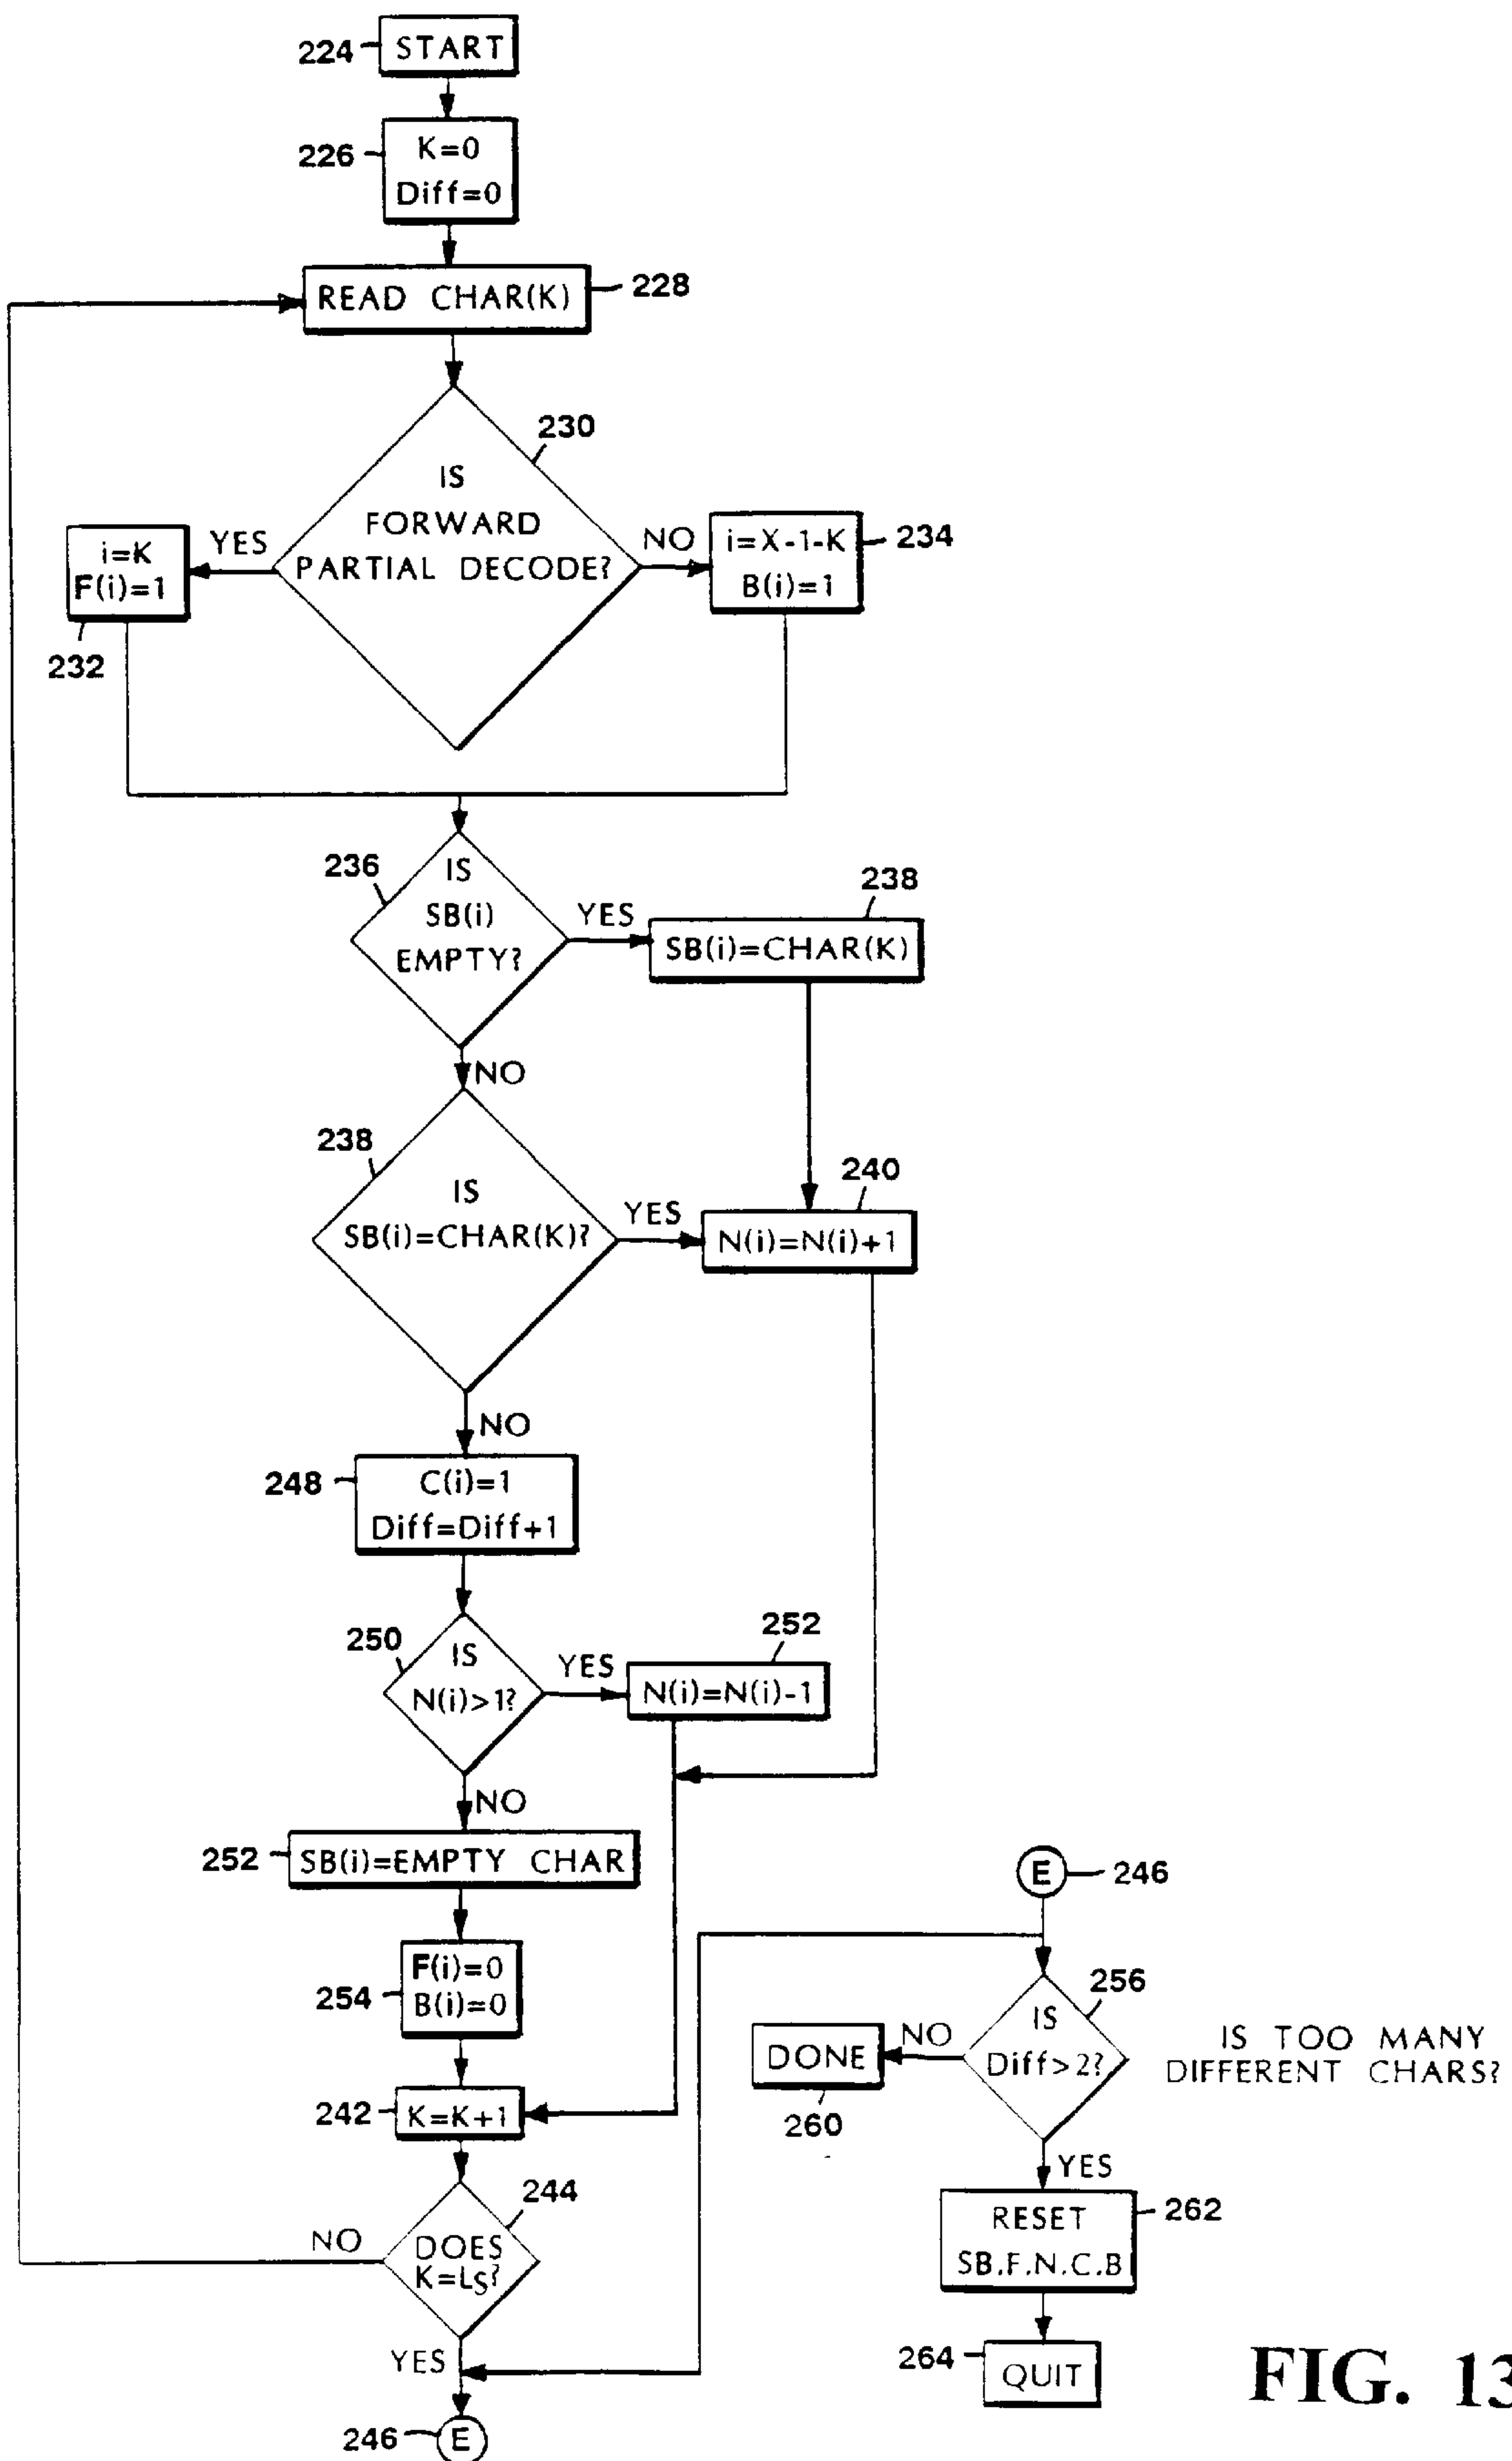 224
START
226
K=0
Diff=0
READ CHAR(K)
228
230
IS
FORWARD
PARTIAL DECODE?
YES
i=K
F(i)=1
232
NO
i=X-1-K
B(i)=1
234
236
IS
SB(i)
EMPTY?
YES
238
SB(i)=CHAR(K)
NO
238
IS
SB(i)=CHAR(K)?
YES
240
N(i)=N(i)+1
NO
248
C(i)=1
Diff=Diff+1
250
IS
N(i)>1?
YES
252
N(i)=N(i)-1
NO
252
SB(i)=EMPTY CHAR
254
F(i)=0
B(i)=0
242
K=K+1
244
DOES
K=LS?
NO
YES
246
E
E
246
256
IS
Diff>2?
IS TOO MANY
DIFFERENT CHARS?
NO
DONE
260
YES
RESET
SB.F.N.C.B
262
264
QUIT
FIG. 13